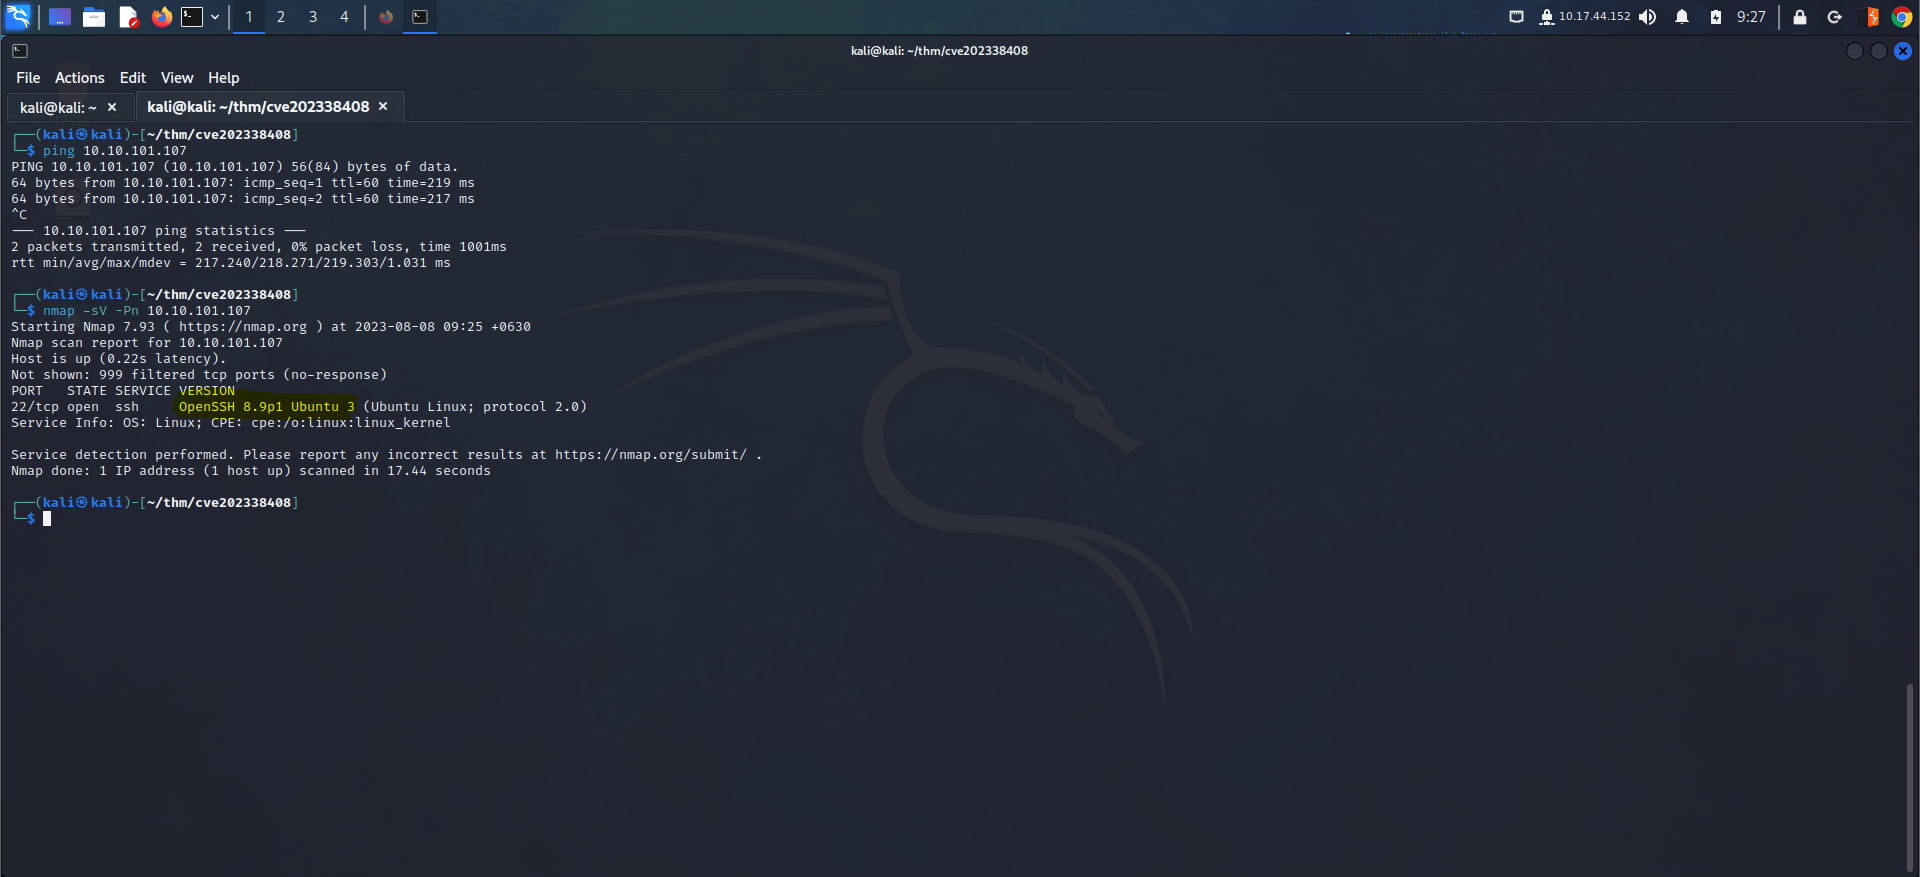 1 2 3 4 10.17.44.152 9:27
kali@kali: ~/thm/cve202338408
File Actions Edit View Help
kali@kali: ~ × kali@kali: ~/thm/cve202338408 ×
┌──(kali㉿kali)-[~/thm/cve202338408]
└─$ ping 10.10.101.107
PING 10.10.101.107 (10.10.101.107) 56(84) bytes of data.
64 bytes from 10.10.101.107: icmp_seq=1 ttl=60 time=219 ms
64 bytes from 10.10.101.107: icmp_seq=2 ttl=60 time=217 ms
^C
--- 10.10.101.107 ping statistics ---
2 packets transmitted, 2 received, 0% packet loss, time 1001ms
rtt min/avg/max/mdev = 217.240/218.271/219.303/1.031 ms
┌──(kali㉿kali)-[~/thm/cve202338408]
└─$ nmap -sV -Pn 10.10.101.107
Starting Nmap 7.93 ( https://nmap.org ) at 2023-08-08 09:25 +0630
Nmap scan report for 10.10.101.107
Host is up (0.22s latency).
Not shown: 999 filtered tcp ports (no-response)
PORT   STATE SERVICE VERSION
22/tcp open  ssh     OpenSSH 8.9p1 Ubuntu 3 (Ubuntu Linux; protocol 2.0)
Service Info: OS: Linux; CPE: cpe:/o:linux:linux_kernel
Service detection performed. Please report any incorrect results at https://nmap.org/submit/ .
Nmap done: 1 IP address (1 host up) scanned in 17.44 seconds
┌──(kali㉿kali)-[~/thm/cve202338408]
└─$